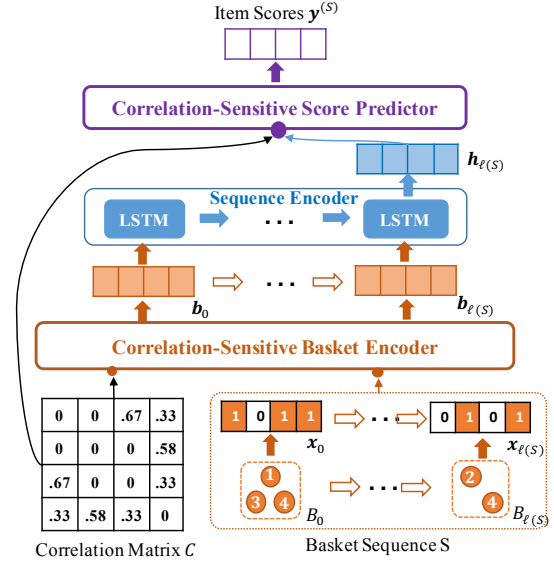 Item Scores 𝒚^(S)
Correlation-Sensitive Score Predictor
𝒉_ℓ(S)
Sequence Encoder
LSTM
. . .
LSTM
𝒃_0
. . .
𝒃_ℓ(S)
Correlation-Sensitive Basket Encoder
0 0 .67 .33
0 0 0 .58
.67 0 0 .33
.33 .58 .33 0
Correlation Matrix C
1 0 1 1
. . .
0 1 0 1
𝒙_0
𝒙_ℓ(S)
1
3 4
B_0
. . .
2
4
B_ℓ(S)
Basket Sequence S